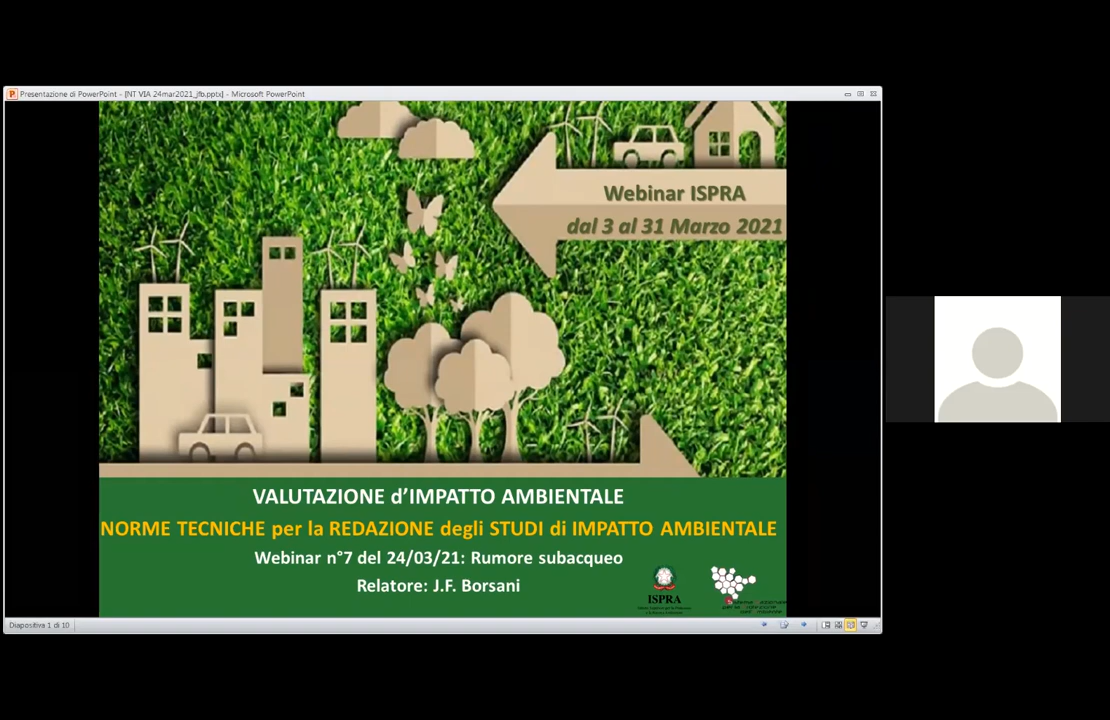 Presentazione di PowerPoint - [NT VIA 24mar2021_jfb.pptx] - Microsoft PowerPoint
Webinar ISPRA
dal 3 al 31 Marzo 2021
VALUTAZIONE d'IMPATTO AMBIENTALE
NORME TECNICHE per la REDAZIONE degli STUDI di IMPATTO AMBIENTALE
Webinar n°7 del 24/03/21: Rumore subacqueo
Relatore: J.F. Borsani
ISPRA
Diapositiva 1 di 10